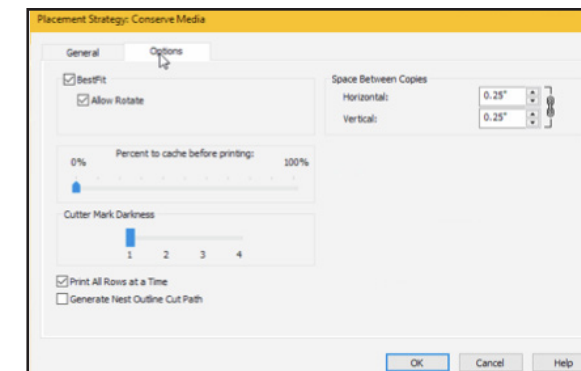 Placement Strategy: Conserve Media
General Options
BestFit
Allow Rotate
Space Between Copies
Horizontal: 0.25"
Vertical: 0.25"
Percent to cache before printing:
0% 100%
Cutter Mark Darkness
1 2 3 4
Print All Rows at a Time
Generate Nest Outline Cut Path
OK Cancel Help